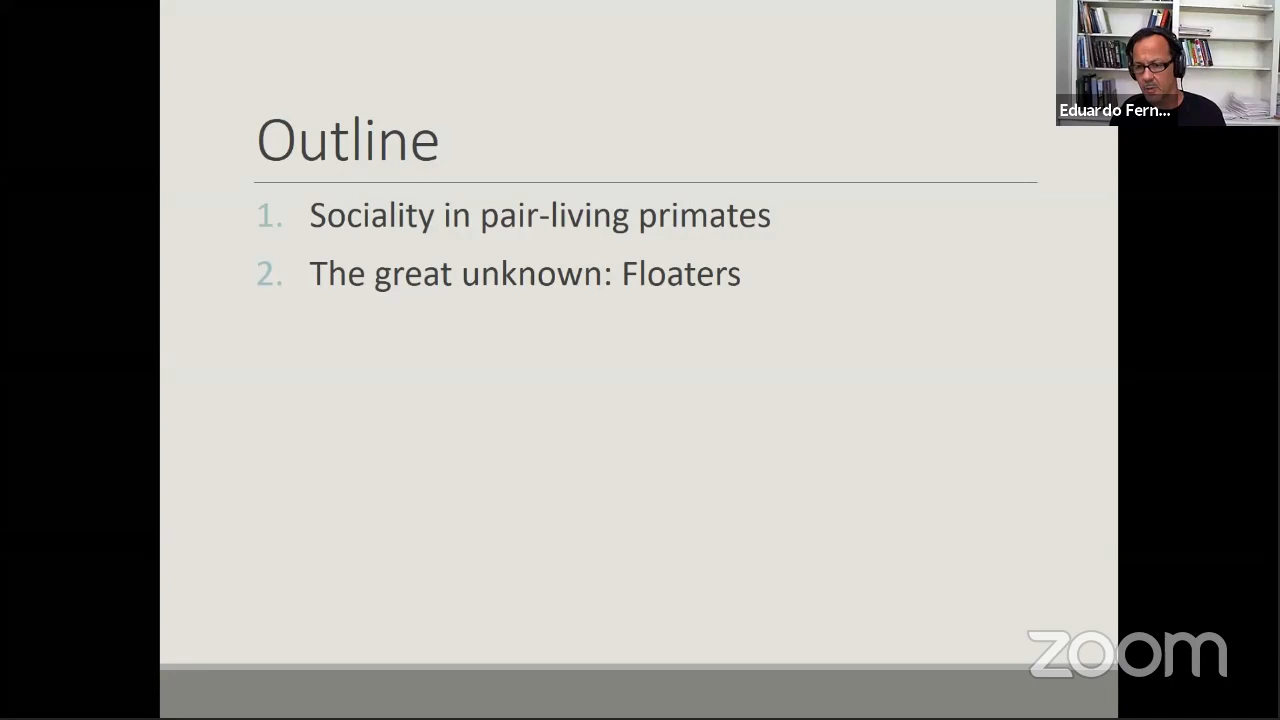 Eduardo Fern...
Outline
1. Sociality in pair-living primates
2. The great unknown: Floaters
zoom